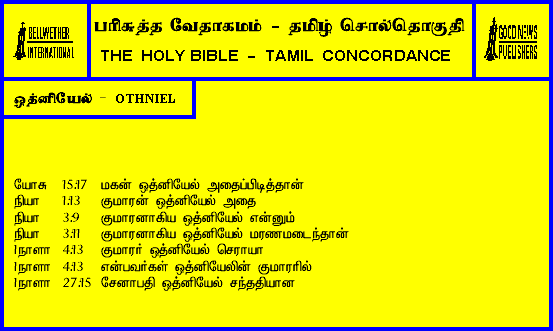 BELLWETHER
INTERNATIONAL
பரிசுத்த வேதாகமம் - தமிழ் சொல்தொகுதி
THE HOLY BIBLE - TAMIL CONCORDANCE
GOOD NEWS
PUBLISHERS
ஒத்னியேல் - OTHNIEL
யோசு 15:17 மகன் ஒத்னியேல் அதைப்பிடித்தான்
நியா 1:13 குமாரன் ஒத்னியேல் அதை
நியா 3:9 குமாரனாகிய ஒத்னியேல் என்னும்
நியா 3:11 குமாரனாகிய ஒத்னியேல் மரணமடைந்தான்
1நாளா 4:13 குமாரர் ஒத்னியேல் செராயா
1நாளா 4:13 என்பவர்கள் ஒத்னியேலின் குமாரரில்
1நாளா 27:15 சேனாபதி ஒத்னியேல் சந்ததியான